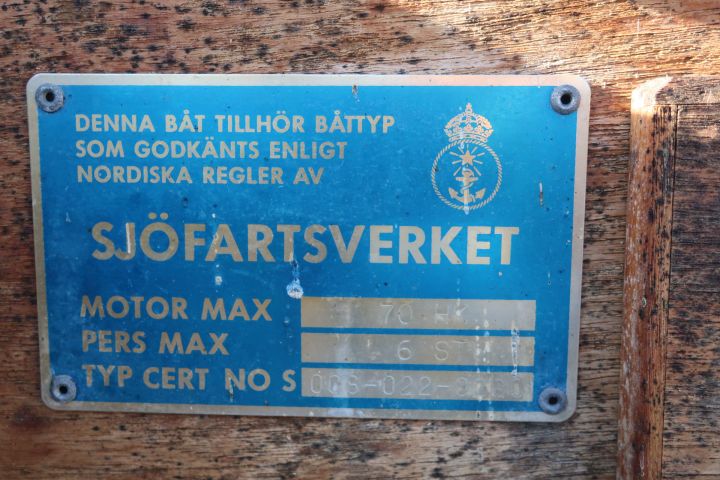 DENNA BÅT TILLHÖR BÅTTYP
SOM GODKÄNTS ENLIGT
NORDISKA REGLER AV
SJÖFARTSVERKET
MOTOR MAX 70 HK
PERS MAX 6 ST
TYP CERT NO S